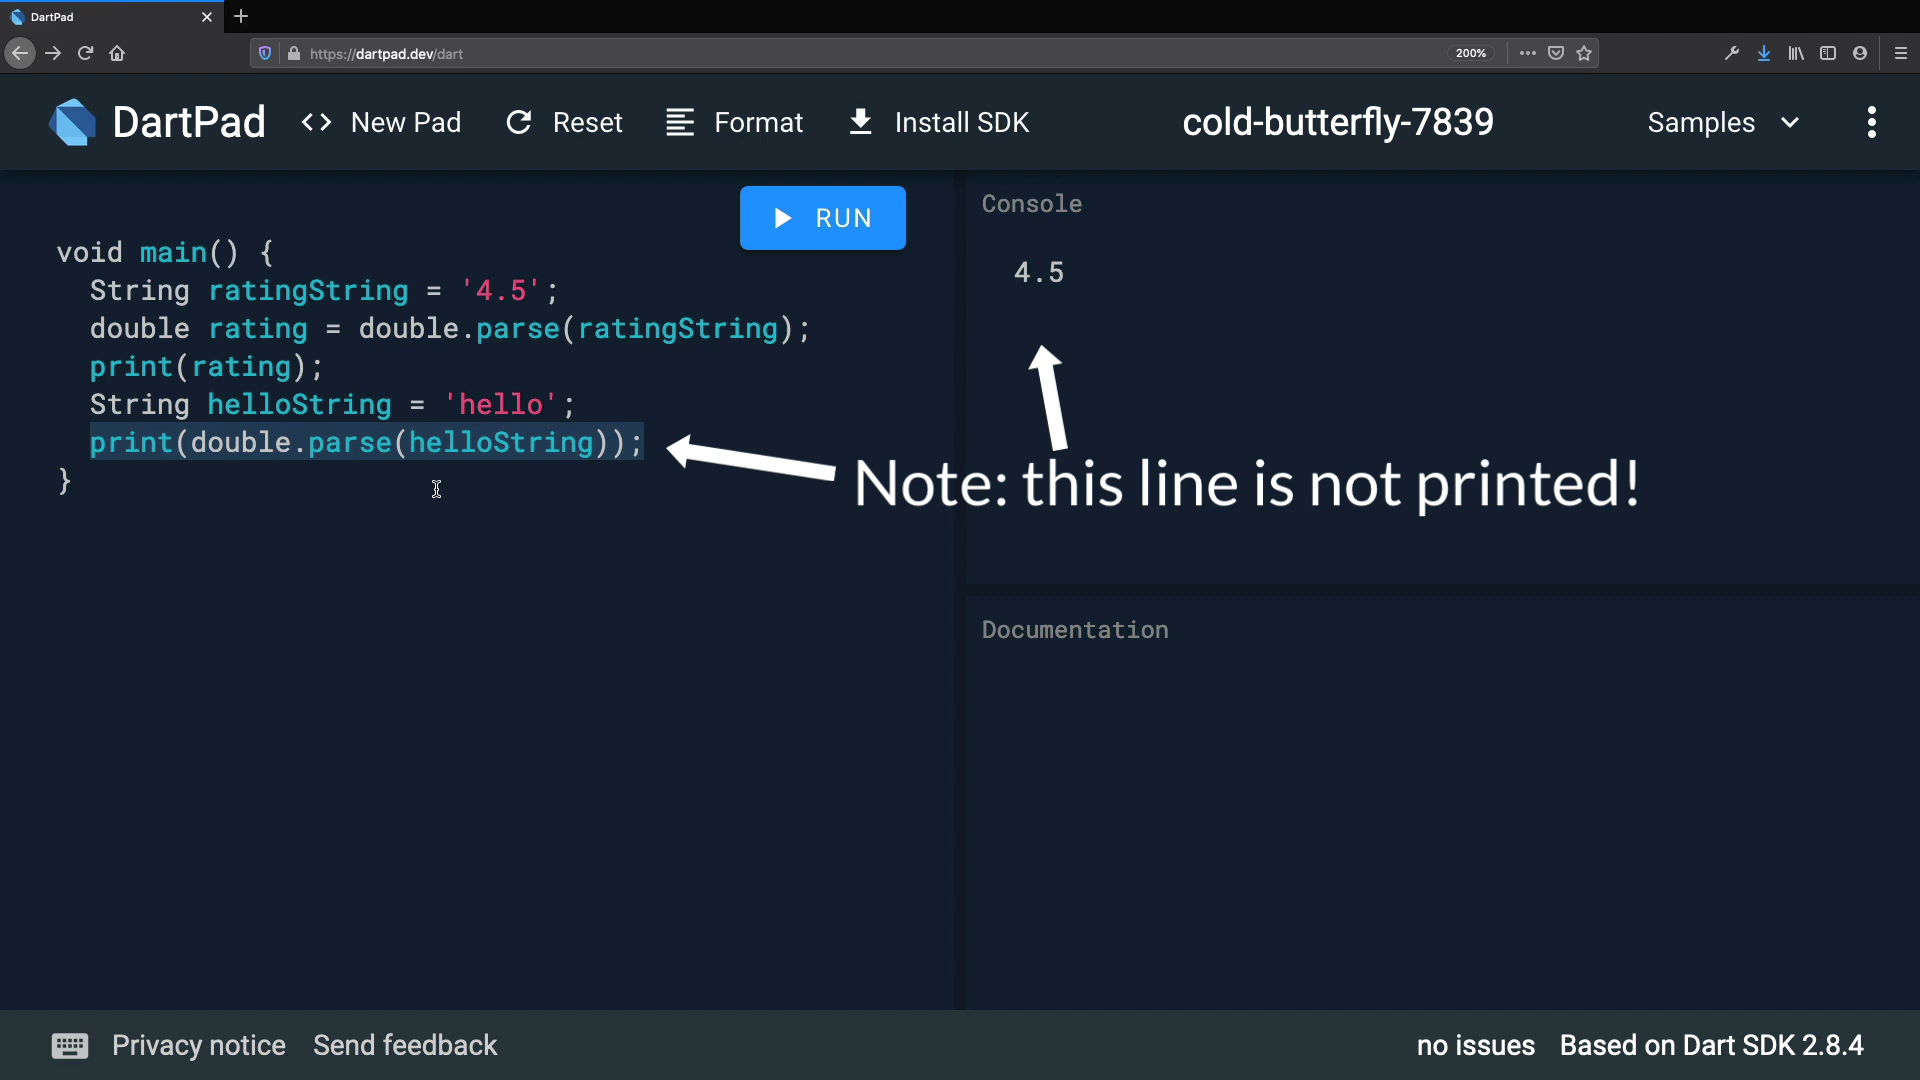 DartPad
https://dartpad.dev/dart
200%
DartPad
<> New Pad
Reset
Format
Install SDK
cold-butterfly-7839
Samples
RUN
void main() {
  String ratingString = '4.5';
  double rating = double.parse(ratingString);
  print(rating);
  String helloString = 'hello';
  print(double.parse(helloString));
}
Console
4.5
Note: this line is not printed!
Documentation
Privacy notice
Send feedback
no issues
Based on Dart SDK 2.8.4